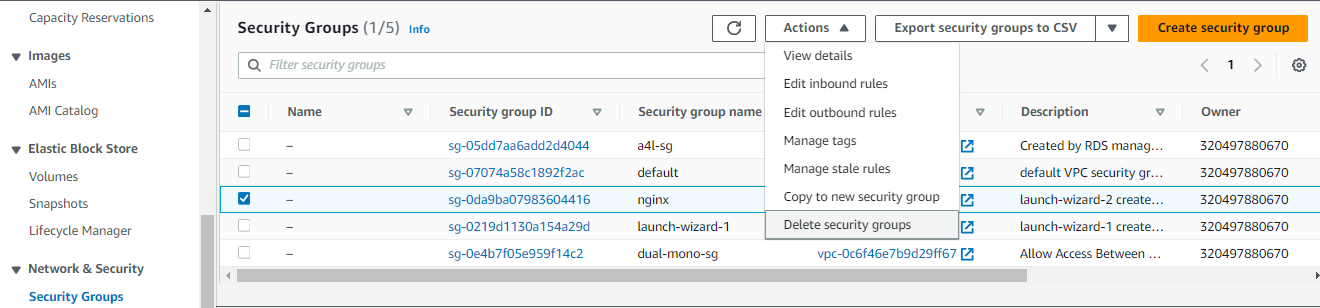 Capacity Reservations
Images
AMIs
AMI Catalog
Elastic Block Store
Volumes
Snapshots
Lifecycle Manager
Network & Security
Security Groups
Security Groups (1/5) Info
Actions
Export security groups to CSV
Create security group
Filter security groups
1
View details
Edit inbound rules
Edit outbound rules
Manage tags
Manage stale rules
Copy to new security group
Delete security groups
Name Security group ID Security group name Description Owner
– sg-05dd7aa6add2d4044 a4l-sg Created by RDS manag... 320497880670
– sg-07074a58c1892f2ac default default VPC security gr... 320497880670
– sg-0da9ba07983604416 nginx launch-wizard-2 create... 320497880670
– sg-0219d1130a154a29d launch-wizard-1 launch-wizard-1 create... 320497880670
– sg-0e4b7f05e959f14c2 dual-mono-sg vpc-0c6f46e7b9d29ff67 Allow Access Between ... 320497880670